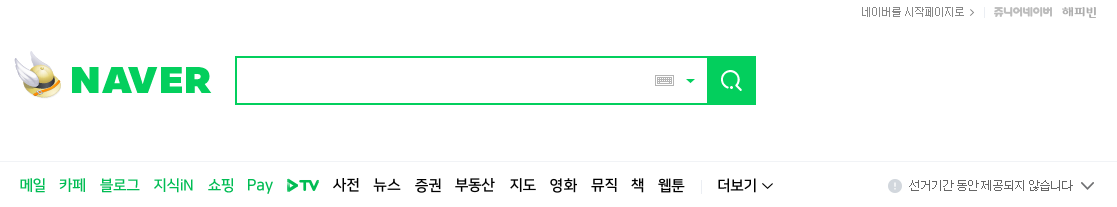 네이버를 시작페이지로 쥬니어네이버 해피빈
NAVER
메일 카페 블로그 지식iN 쇼핑 Pay TV 사전 뉴스 증권 부동산 지도 영화 뮤직 책 웹툰 더보기 선거기간 동안 제공되지 않습니다